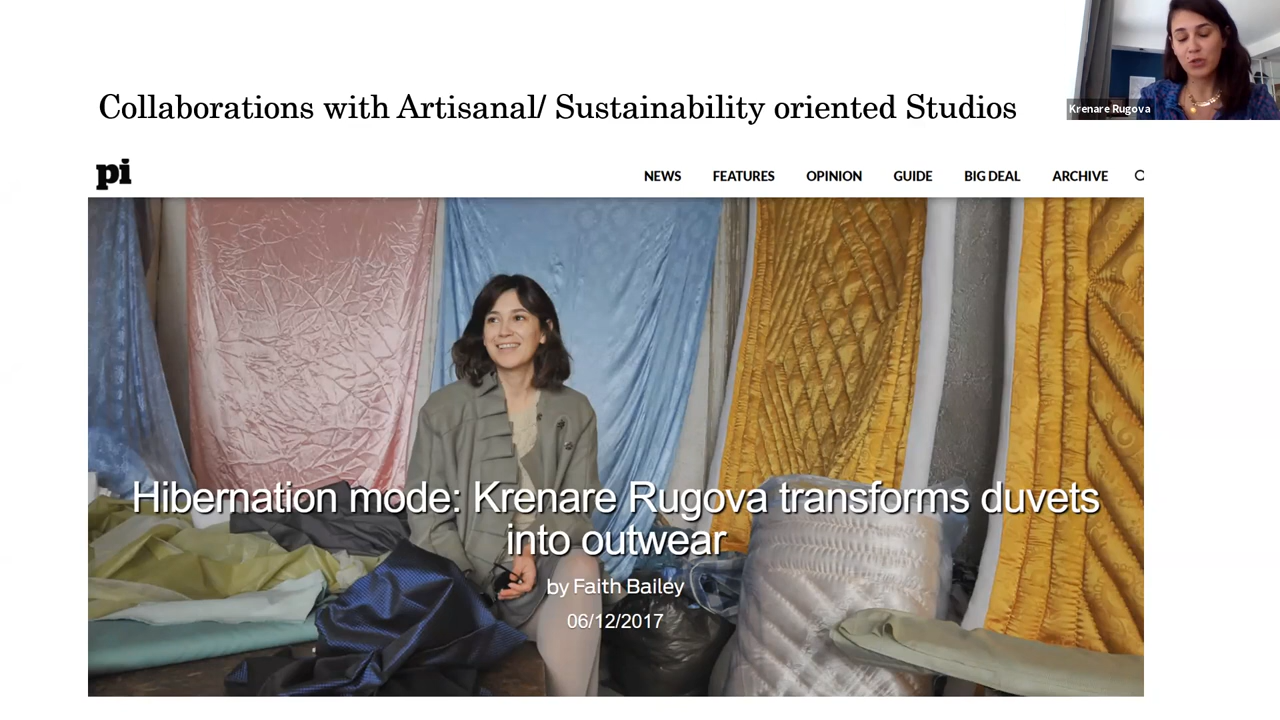 Collaborations with Artisanal/ Sustainability oriented Studios
Krenare Rugova
pi
NEWS FEATURES OPINION GUIDE BIG DEAL ARCHIVE
Hibernation mode: Krenare Rugova transforms duvets
into outwear
by Faith Bailey
06/12/2017